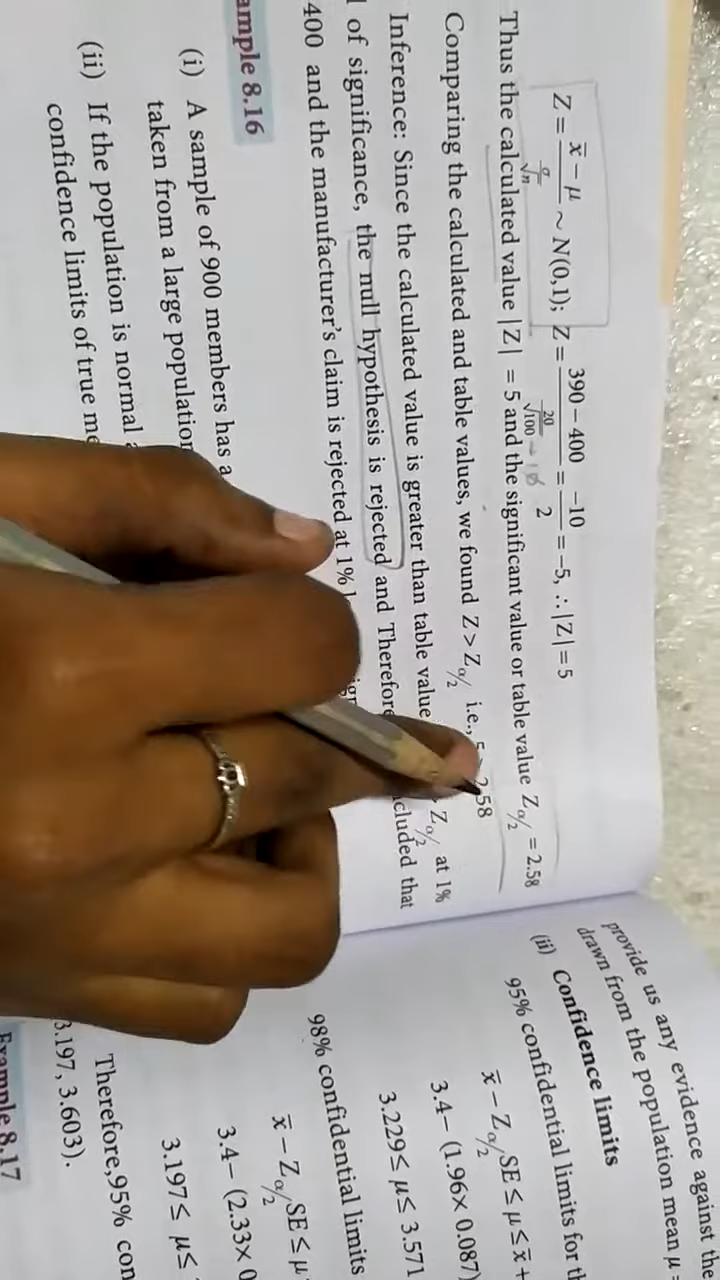 Z = x̄ − μ / σ/√n ~ N(0,1); Z = 390 − 400 / 20/√100 = −10 / 2 = −5, ∴ |Z| = 5
Thus the calculated value |Z| = 5 and the significant value or table value Zα/2 = 2.58
Comparing the calculated and table values, we found Z > Zα/2 i.e., 5 > 2.58
Inference: Since the calculated value is greater than table value Zα/2 at 1%
of significance, the null hypothesis is rejected and Therefore
400 and the manufacturer's claim is rejected at 1%
8.16
(i) A sample of 900 members has a
taken from a large population
(ii) If the population is normal
confidence limits of true
provide us any evidence against the
drawn from the population mean μ
(ii) Confidence limits
95% confidential limits for
x̄ − Zα/2 SE ≤ μ ≤ x̄ +
3.4− (1.96× 0.087)
3.229≤ μ≤ 3.571
98% confidential limits
x̄ − Zα/2 SE ≤ μ
3.4− (2.33× 0
3.197≤ μ≤
Therefore,95%
3.197, 3.603).
Example 8.17